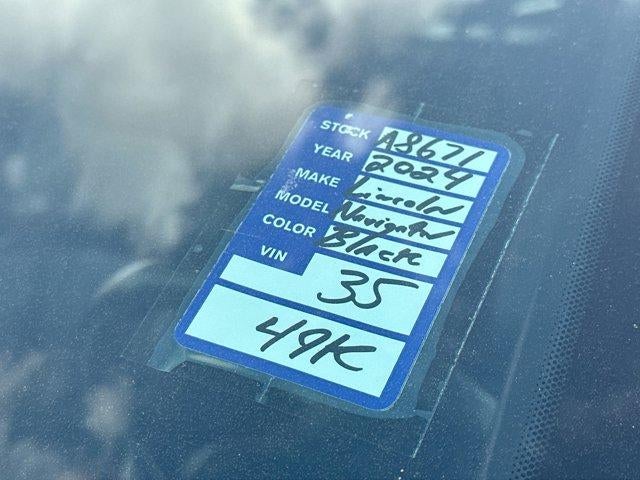 STOCK A8671
YEAR 2024
MAKE Lincoln
MODEL Navigator
COLOR Black
VIN
35
49K